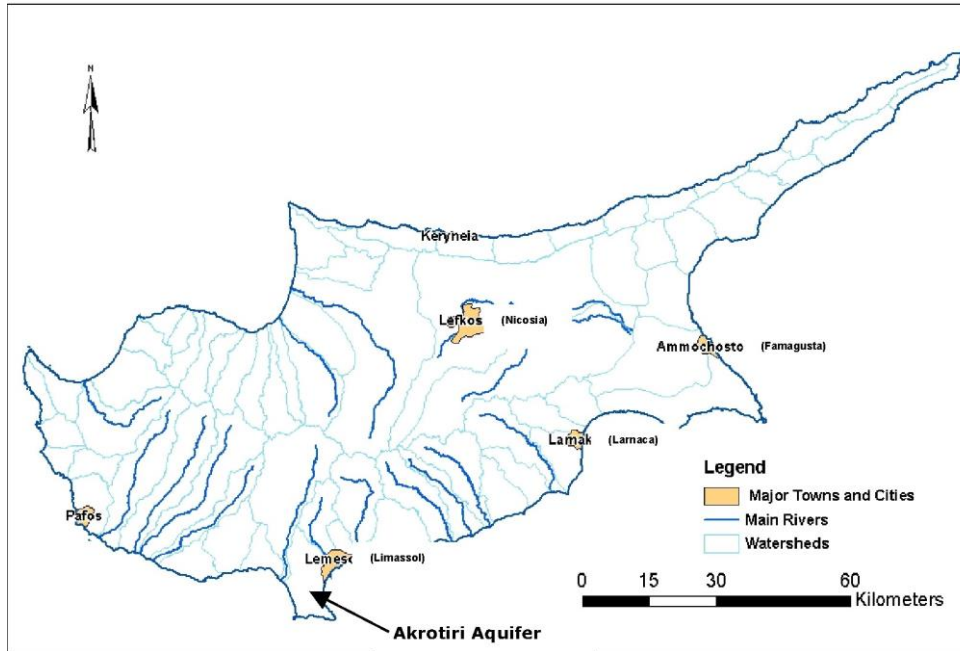 N
Keryneia
Lefkos (Nicosia)
Ammochosto (Famagusta)
Larnak (Larnaca)
Pafos
Lemesc (Limassol)
Akrotiri Aquifer
Legend
Major Towns and Cities
Main Rivers
Watersheds
0 15 30 60
Kilometers